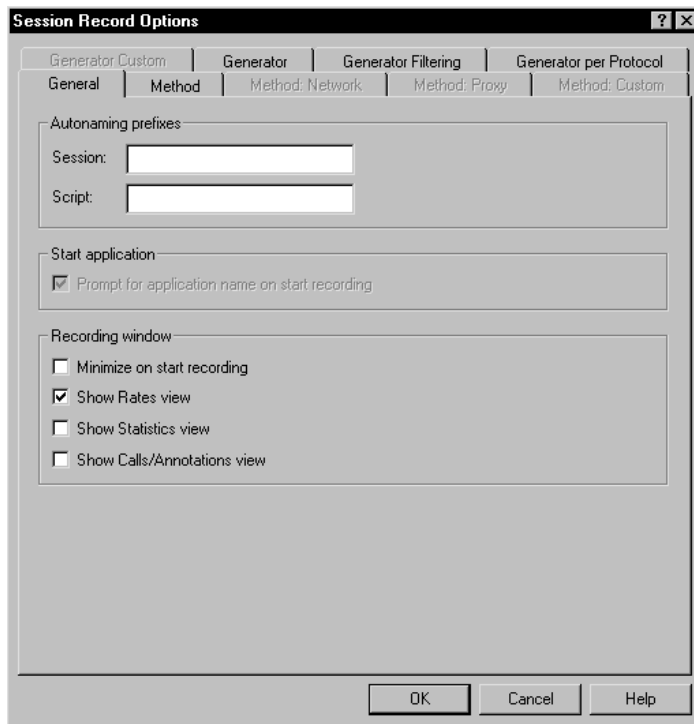 Session Record Options
Generator Custom Generator Generator Filtering Generator per Protocol
General Method Method: Network Method: Proxy Method: Custom
Autonaming prefixes
Session:
Script:
Start application
Prompt for application name on start recording
Recording window
Minimize on start recording
Show Rates view
Show Statistics view
Show Calls/Annotations view
OK Cancel Help